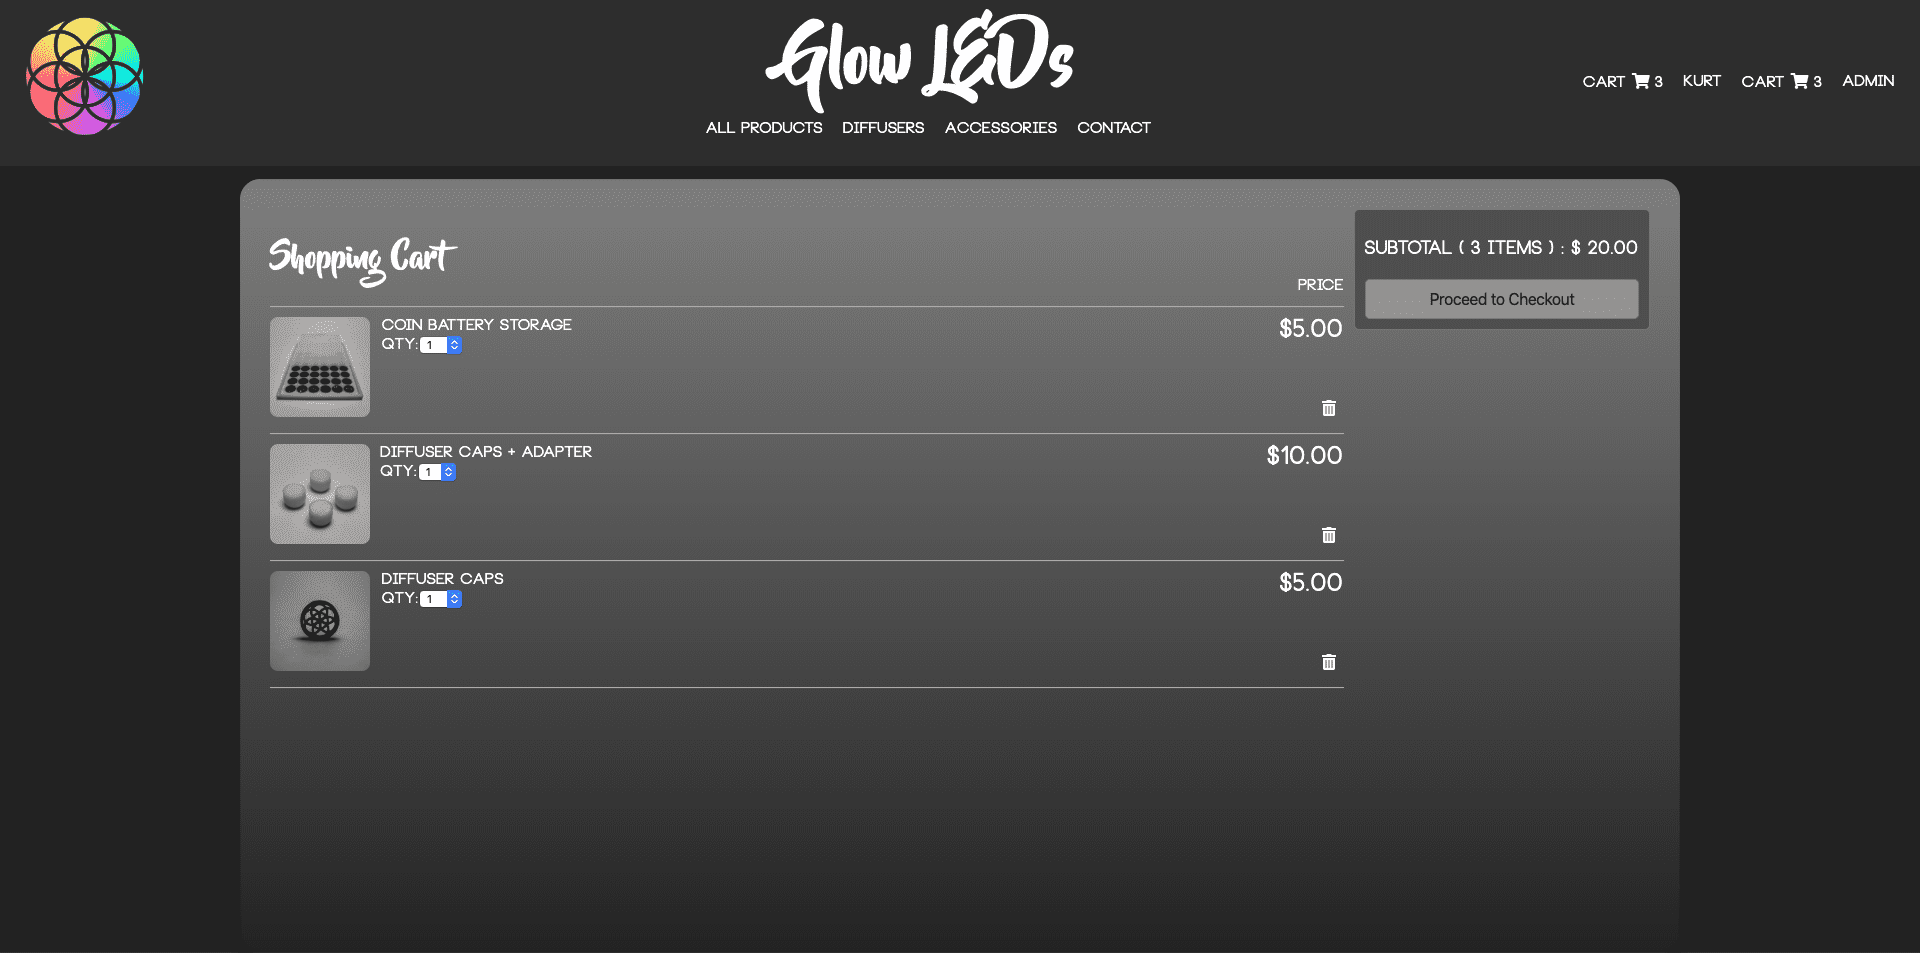 Glow LEDs
CART 3 KURT CART 3 ADMIN
ALL PRODUCTS DIFFUSERS ACCESSORIES CONTACT
Shopping Cart
PRICE
SUBTOTAL ( 3 ITEMS ) : $ 20.00
Proceed to Checkout
COIN BATTERY STORAGE $5.00
QTY: 1
DIFFUSER CAPS + ADAPTER $10.00
QTY: 1
DIFFUSER CAPS $5.00
QTY: 1